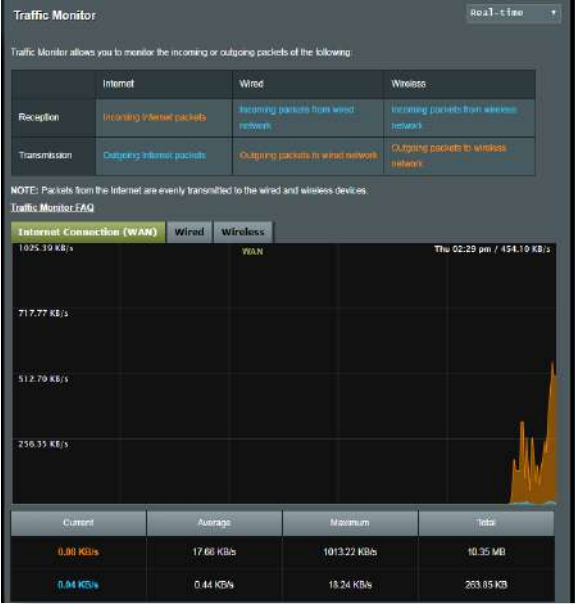 Traffic Monitor
Real-time
Traffic Monitor allows you to monitor the incoming or outgoing packets of the following:
Internet Wired Wireless
Reception Incoming Internet packets Incoming packets from wired network Incoming packets from wireless network
Transmission Outgoing Internet packets Outgoing packets to wired network Outgoing packets to wireless network
NOTE: Packets from the Internet are evenly transmitted to the wired and wireless devices.
Traffic Monitor FAQ
Internet Connection (WAN) Wired Wireless
1025.39 KB/s WAN Thu 02:29 pm / 454.10 KB/s
717.77 KB/s
512.70 KB/s
256.35 KB/s
Current Average Maximum Total
0.00 KB/s 17.66 KB/s 1013.22 KB/s 10.35 MB
0.04 KB/s 0.44 KB/s 18.24 KB/s 263.85 KB